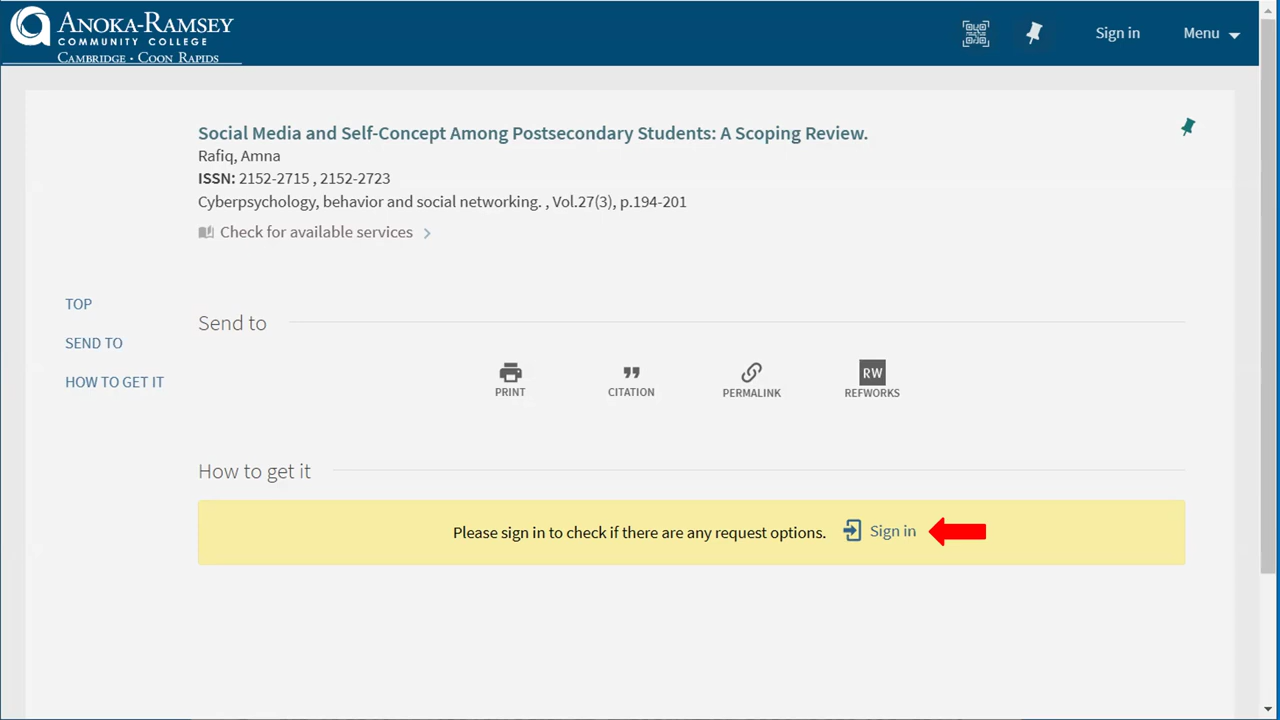 ANOKA-RAMSEY
COMMUNITY COLLEGE
CAMBRIDGE • COON RAPIDS
Sign in
Menu
Social Media and Self-Concept Among Postsecondary Students: A Scoping Review.
Rafiq, Amna
ISSN: 2152-2715 , 2152-2723
Cyberpsychology, behavior and social networking. , Vol.27(3), p.194-201
Check for available services
TOP
SEND TO
HOW TO GET IT
Send to
PRINT
CITATION
PERMALINK
RW
REFWORKS
How to get it
Please sign in to check if there are any request options. Sign in